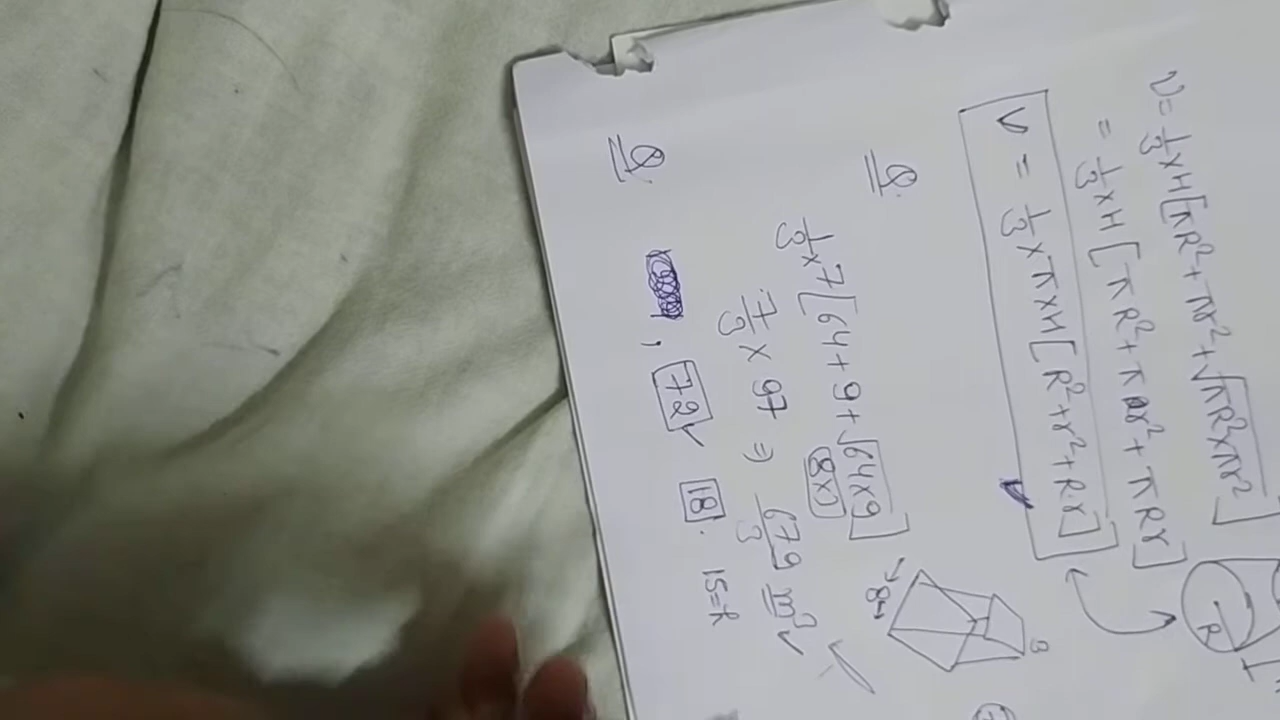 V = 1/3 × H [πR² + πr² + √πR²×πr²]
= 1/3 × H [πR² + πr² + πRr]
V = 1/3 × π × H [R² + r² + Rr]
R
Q.
1/3 × 7 [64 + 9 + √64×9]
8×3
8
3
7/3 × 97 ⇒ 679/3 m³
Q.
, 72 18. 15=h